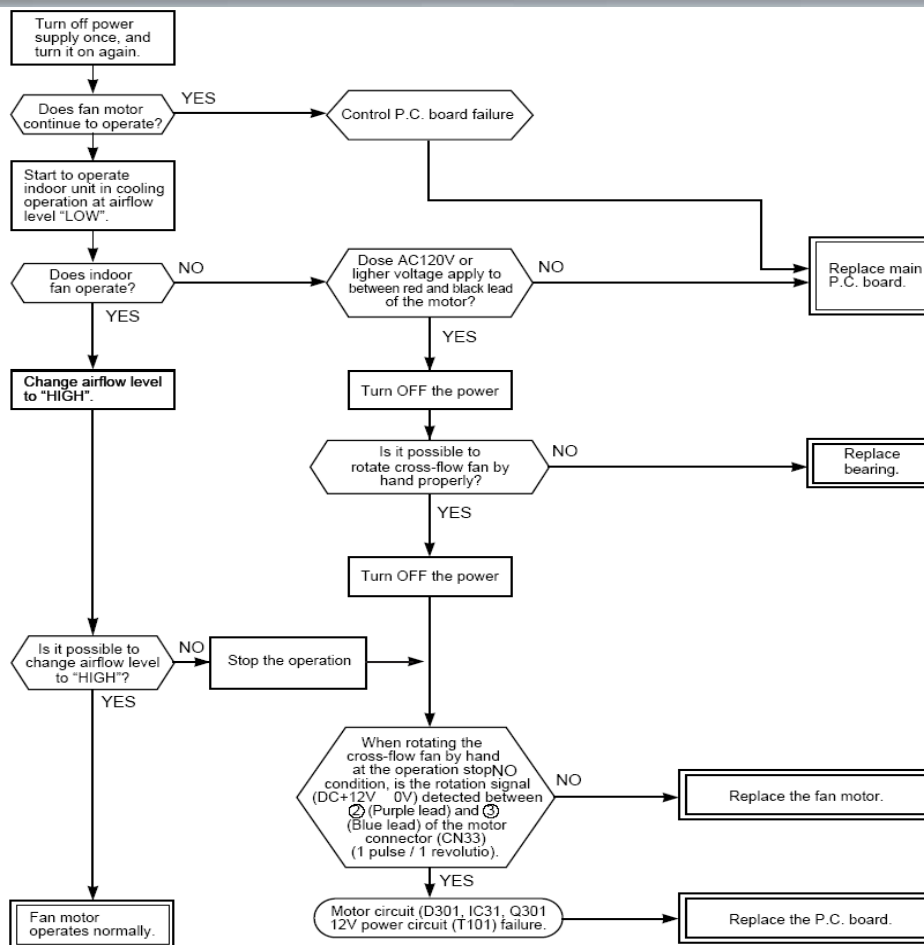 Turn off power
supply once, and
turn it on again.
Does fan motor
continue to operate?
YES
Control P.C. board failure
Start to operate
indoor unit in cooling
operation at airflow
level “LOW”.
Does indoor
fan operate?
NO
Dose AC120V or
ligher voltage apply to
between red and black lead
of the motor?
NO
Replace main
P.C. board.
YES
YES
Change airflow level
to “HIGH”.
Turn OFF the power
Is it possible to
rotate cross-flow fan by
hand properly?
NO
Replace
bearing.
YES
Turn OFF the power
Is it possible to
change airflow level
to “HIGH”?
NO
Stop the operation
YES
When rotating the
cross-flow fan by hand
at the operation stopNO
condition, is the rotation signal
(DC+12V 0V) detected between
② (Purple lead) and ③
(Blue lead) of the motor
connector (CN33)
(1 pulse / 1 revolutio).
NO
Replace the fan motor.
YES
Fan motor
operates normally.
Motor circuit (D301, IC31, Q301
12V power circuit (T101) failure.
Replace the P.C. board.